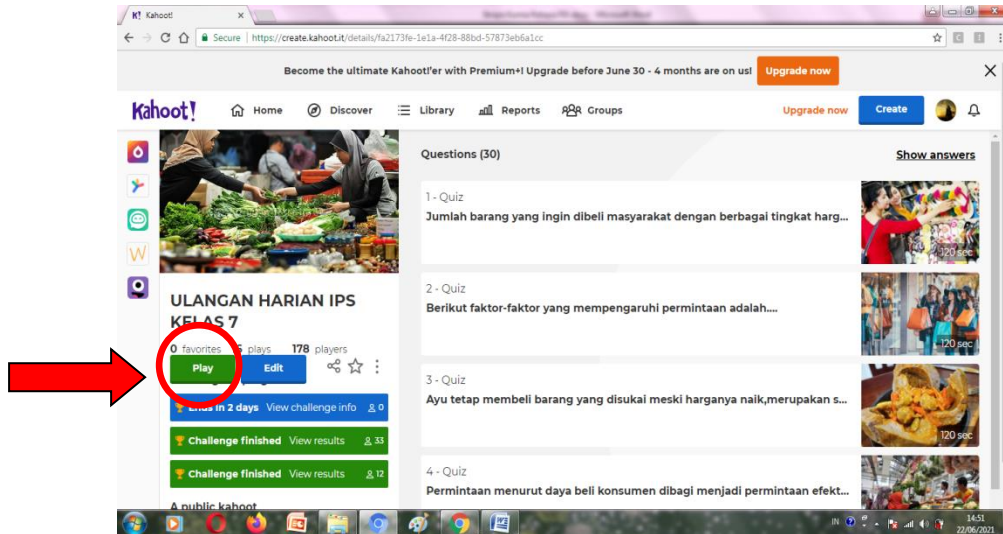 K! Kahoot!
Secure | https://create.kahoot.it/details/fa2173fe-1e1a-4f28-88bd-57873eb6a1cc
Become the ultimate Kahoot!'er with Premium+! Upgrade before June 30 - 4 months are on us!
Upgrade now
Kahoot!
Home
Discover
Library
Reports
Groups
Upgrade now
Create
ULANGAN HARIAN IPS
KELAS 7
0 favorites
plays
178 players
Play
Edit
Ends in 2 days View challenge info 0
Challenge finished View results 33
Challenge finished View results 12
A public kahoot
Questions (30)
Show answers
1 - Quiz
Jumlah barang yang ingin dibeli masyarakat dengan berbagai tingkat harg...
120 sec
2 - Quiz
Berikut faktor-faktor yang mempengaruhi permintaan adalah....
120 sec
3 - Quiz
Ayu tetap membeli barang yang disukai meski harganya naik,merupakan s...
120 sec
4 - Quiz
Permintaan menurut daya beli konsumen dibagi menjadi permintaan efekt...
IN
14:51
22/06/2021